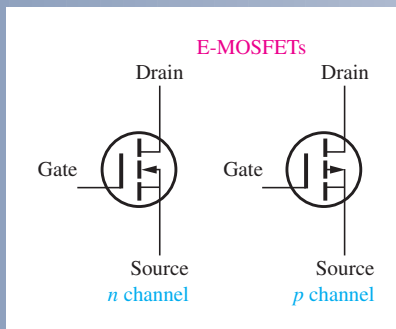 E-MOSFETs
Drain Drain
Gate Gate
Source Source
n channel p channel